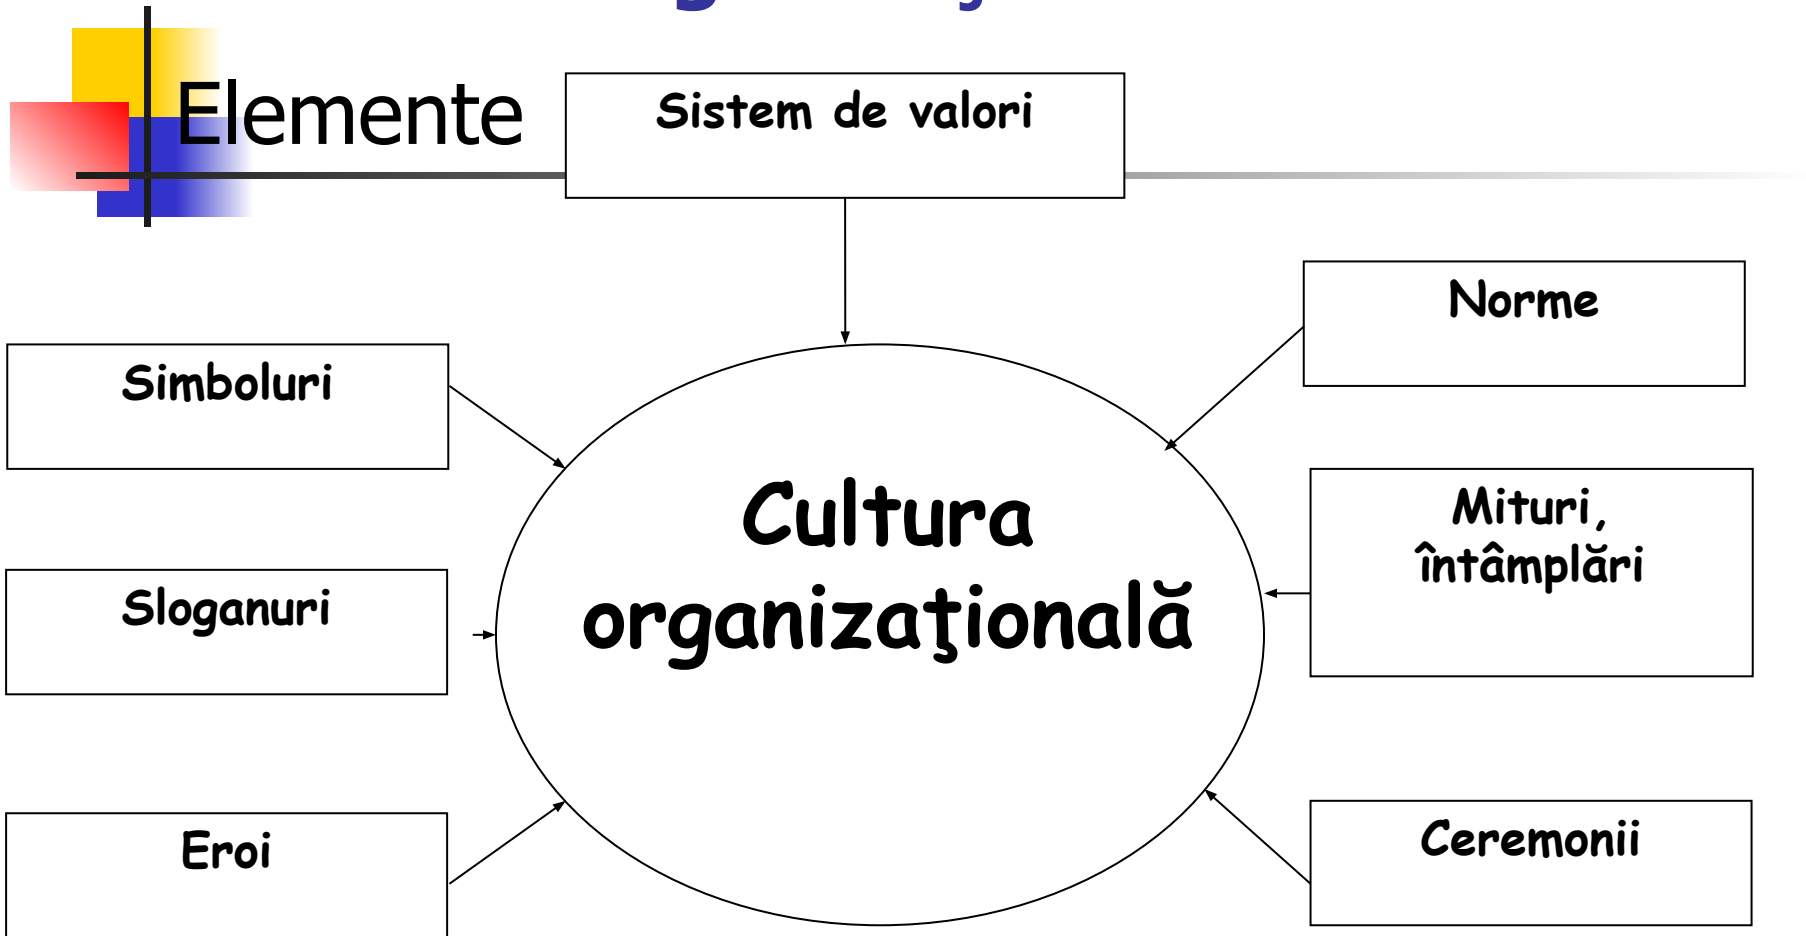 Elemente
Sistem de valori
Norme
Simboluri
Cultura
organizaţională
Mituri,
întâmplări
Sloganuri
Eroi
Ceremonii